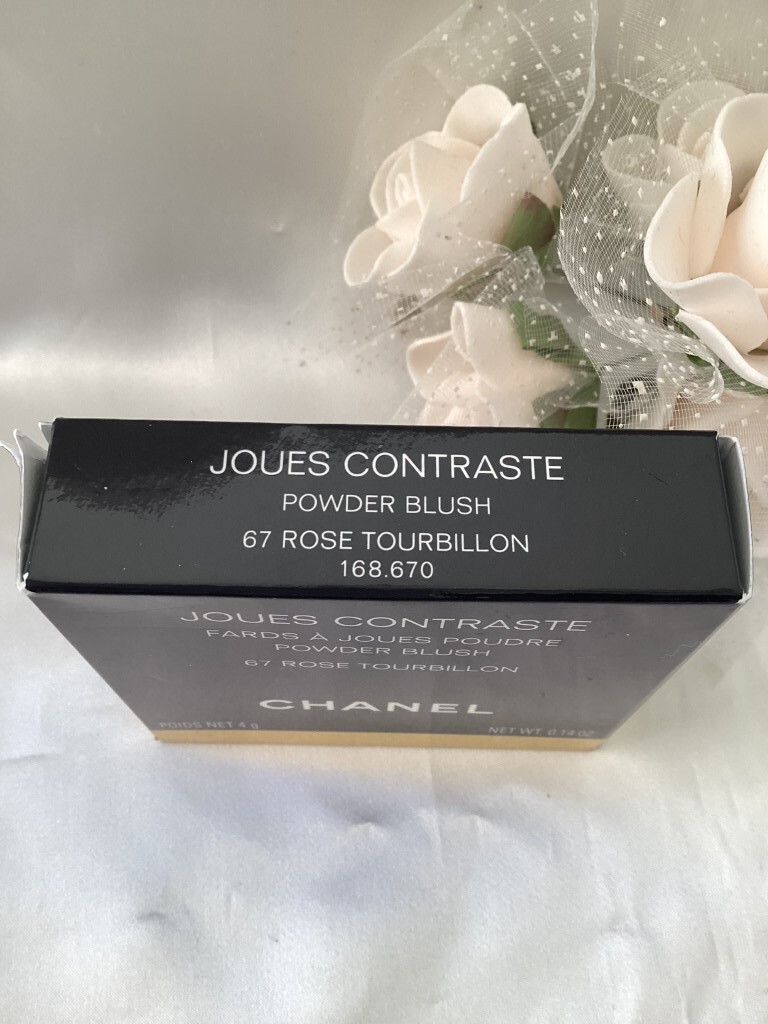 JOUES CONTRASTE
POWDER BLUSH
67 ROSE TOURBILLON
168.670
JOUES CONTRASTE
FARDS À JOUES POUDRE
POWDER BLUSH
67 ROSE TOURBILLON
CHANEL
POIDS NET 4 g NET WT. 0.14 OZ